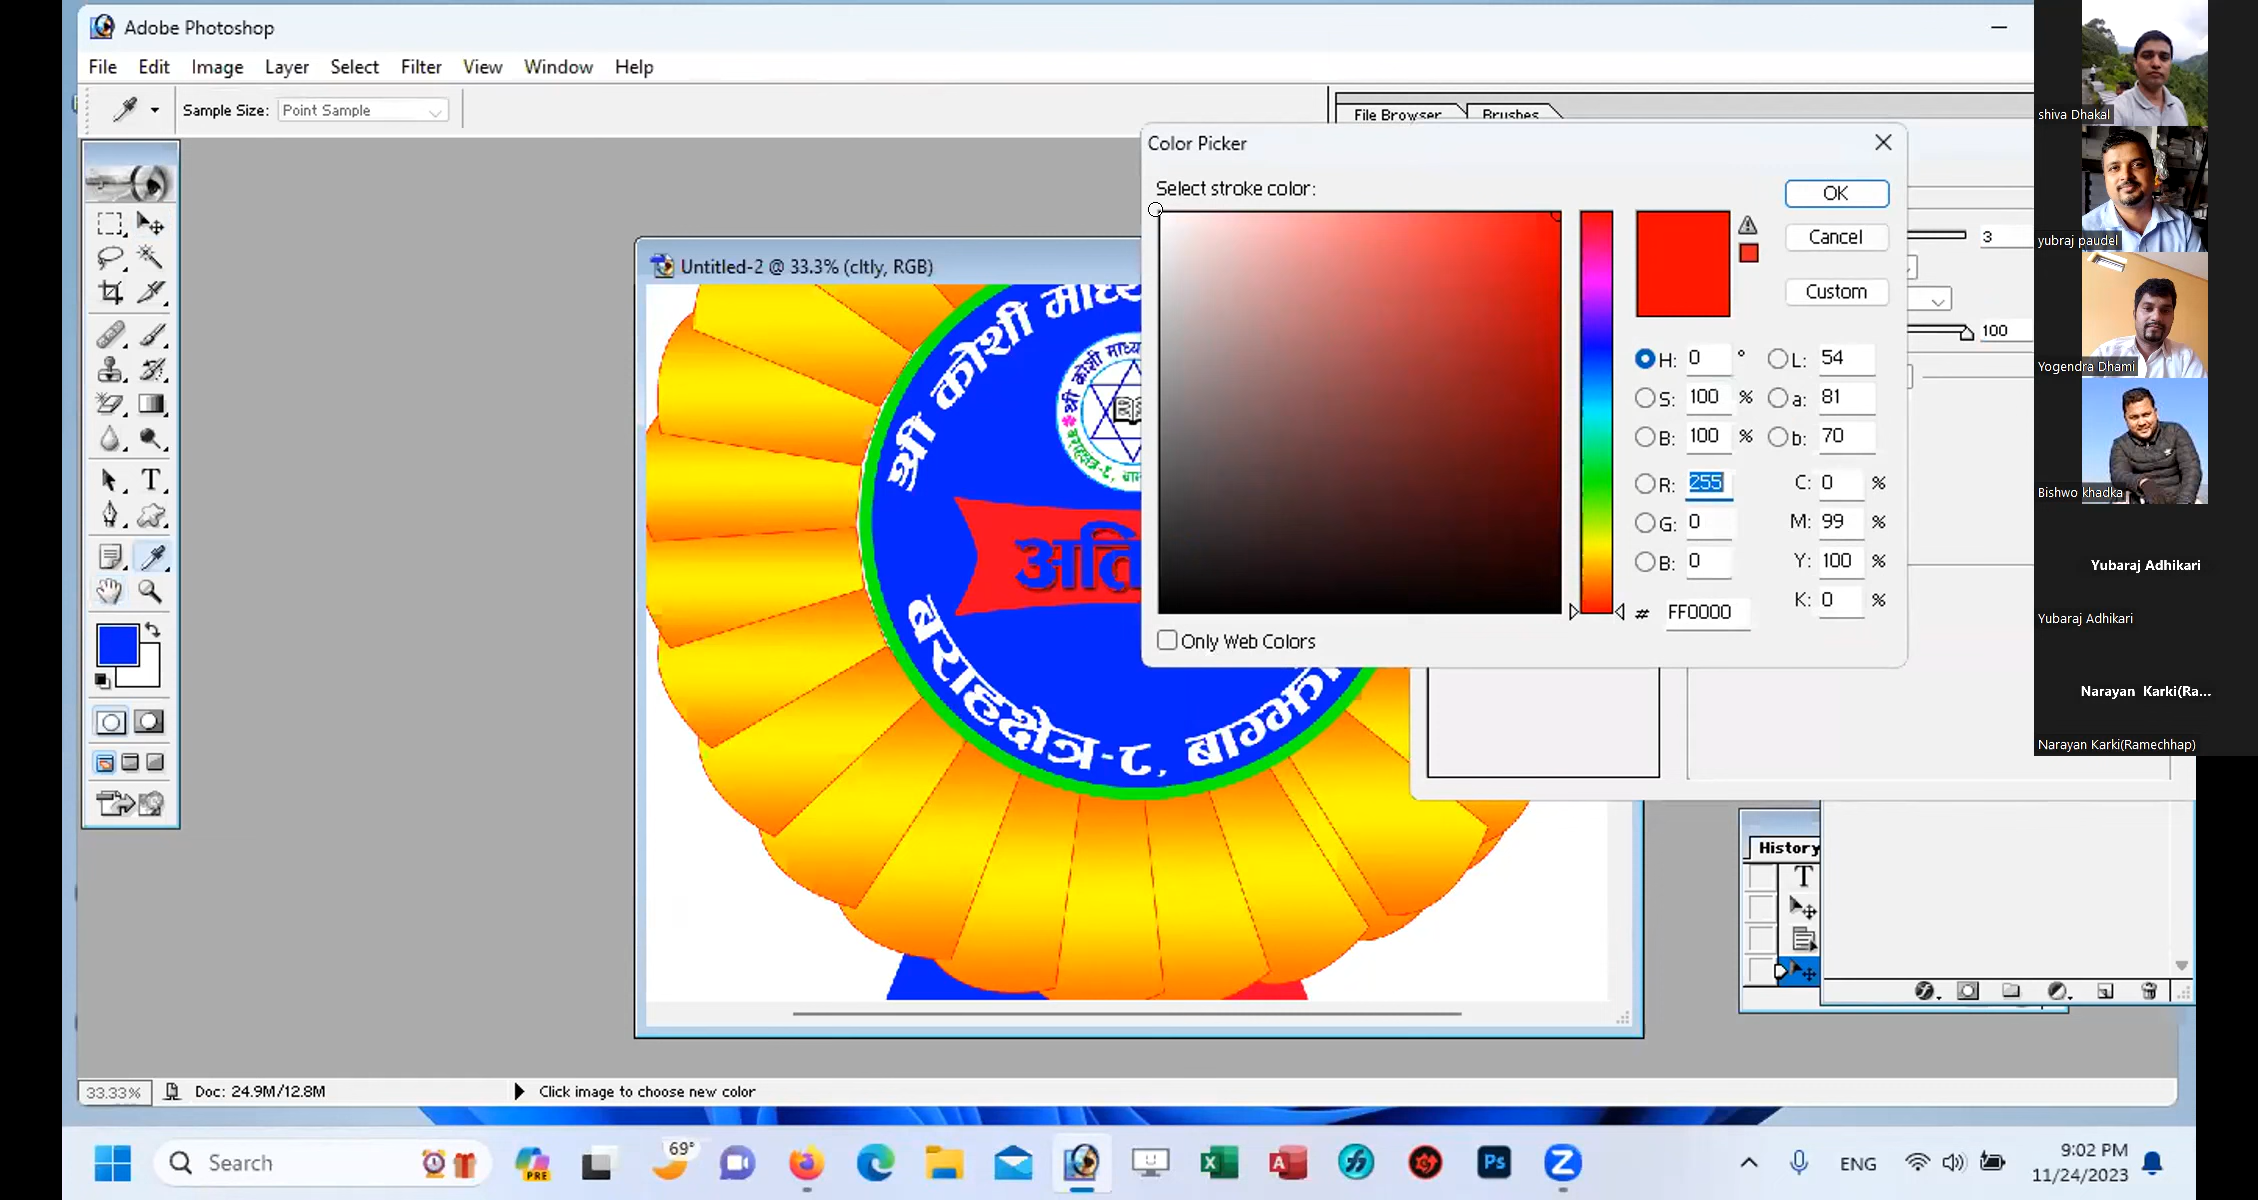 Adobe Photoshop
File Edit Image Layer Select Filter View Window Help
Sample Size: Point Sample
File Browser Brushes
Color Picker
Select stroke color:
OK
Cancel
Custom
3
100
H: 0 ° L: 54
S: 100 % a: 81
B: 100 % b: 70
R: 255 C: 0 %
G: 0 M: 99 %
B: 0 Y: 100 %
K: 0 %
# FF0000
Only Web Colors
Untitled-2 @ 33.3% (cltly, RGB)
श्री कोशी माध्य
श्री कोशी माध्य
बराहक्षेत्र-८, बाग
अति
बराहक्षेत्र-८, बाग्म
History
33.33% Doc: 24.9M/12.8M Click image to choose new color
shiva Dhakal
yubraj paudel
Yogendra Dhami
Bishwo khadka
Yubaraj Adhikari
Yubaraj Adhikari
Narayan Karki(Ra...
Narayan Karki(Ramechhap)
Search
PRE
69°
Ps
ENG
9:02 PM
11/24/2023